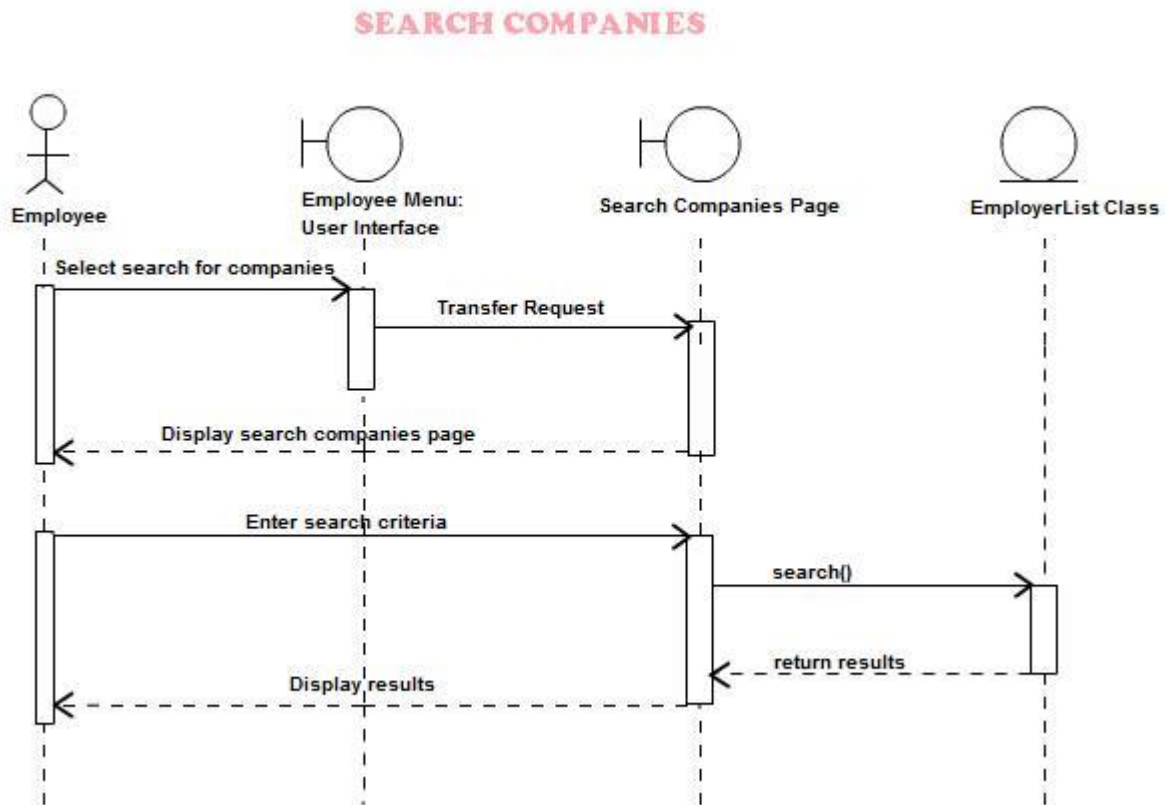 SEARCH COMPANIES
Employee
Employee Menu:
User Interface
Search Companies Page
EmployerList Class
Select search for companies
Transfer Request
Display search companies page
Enter search criteria
search()
return results
Display results